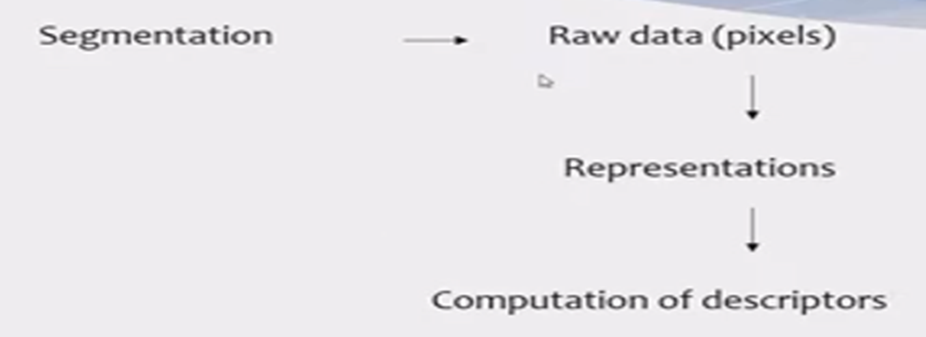 Segmentation Raw data (pixels)
Representations
Computation of descriptors